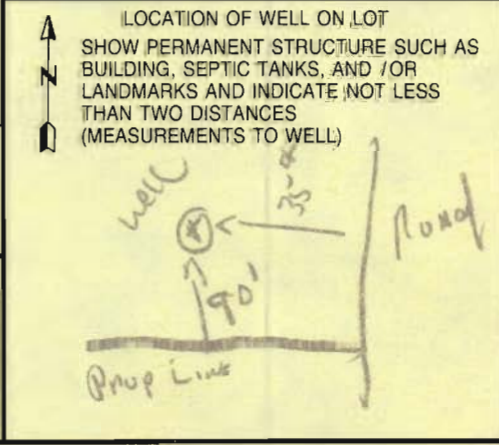 LOCATION OF WELL ON LOT
SHOW PERMANENT STRUCTURE SUCH AS
BUILDING, SEPTIC TANKS, AND / OR
LANDMARKS AND INDICATE NOT LESS
THAN TWO DISTANCES
N
(MEASUREMENTS TO WELL)
well
35'
Road
90'
Prop Line